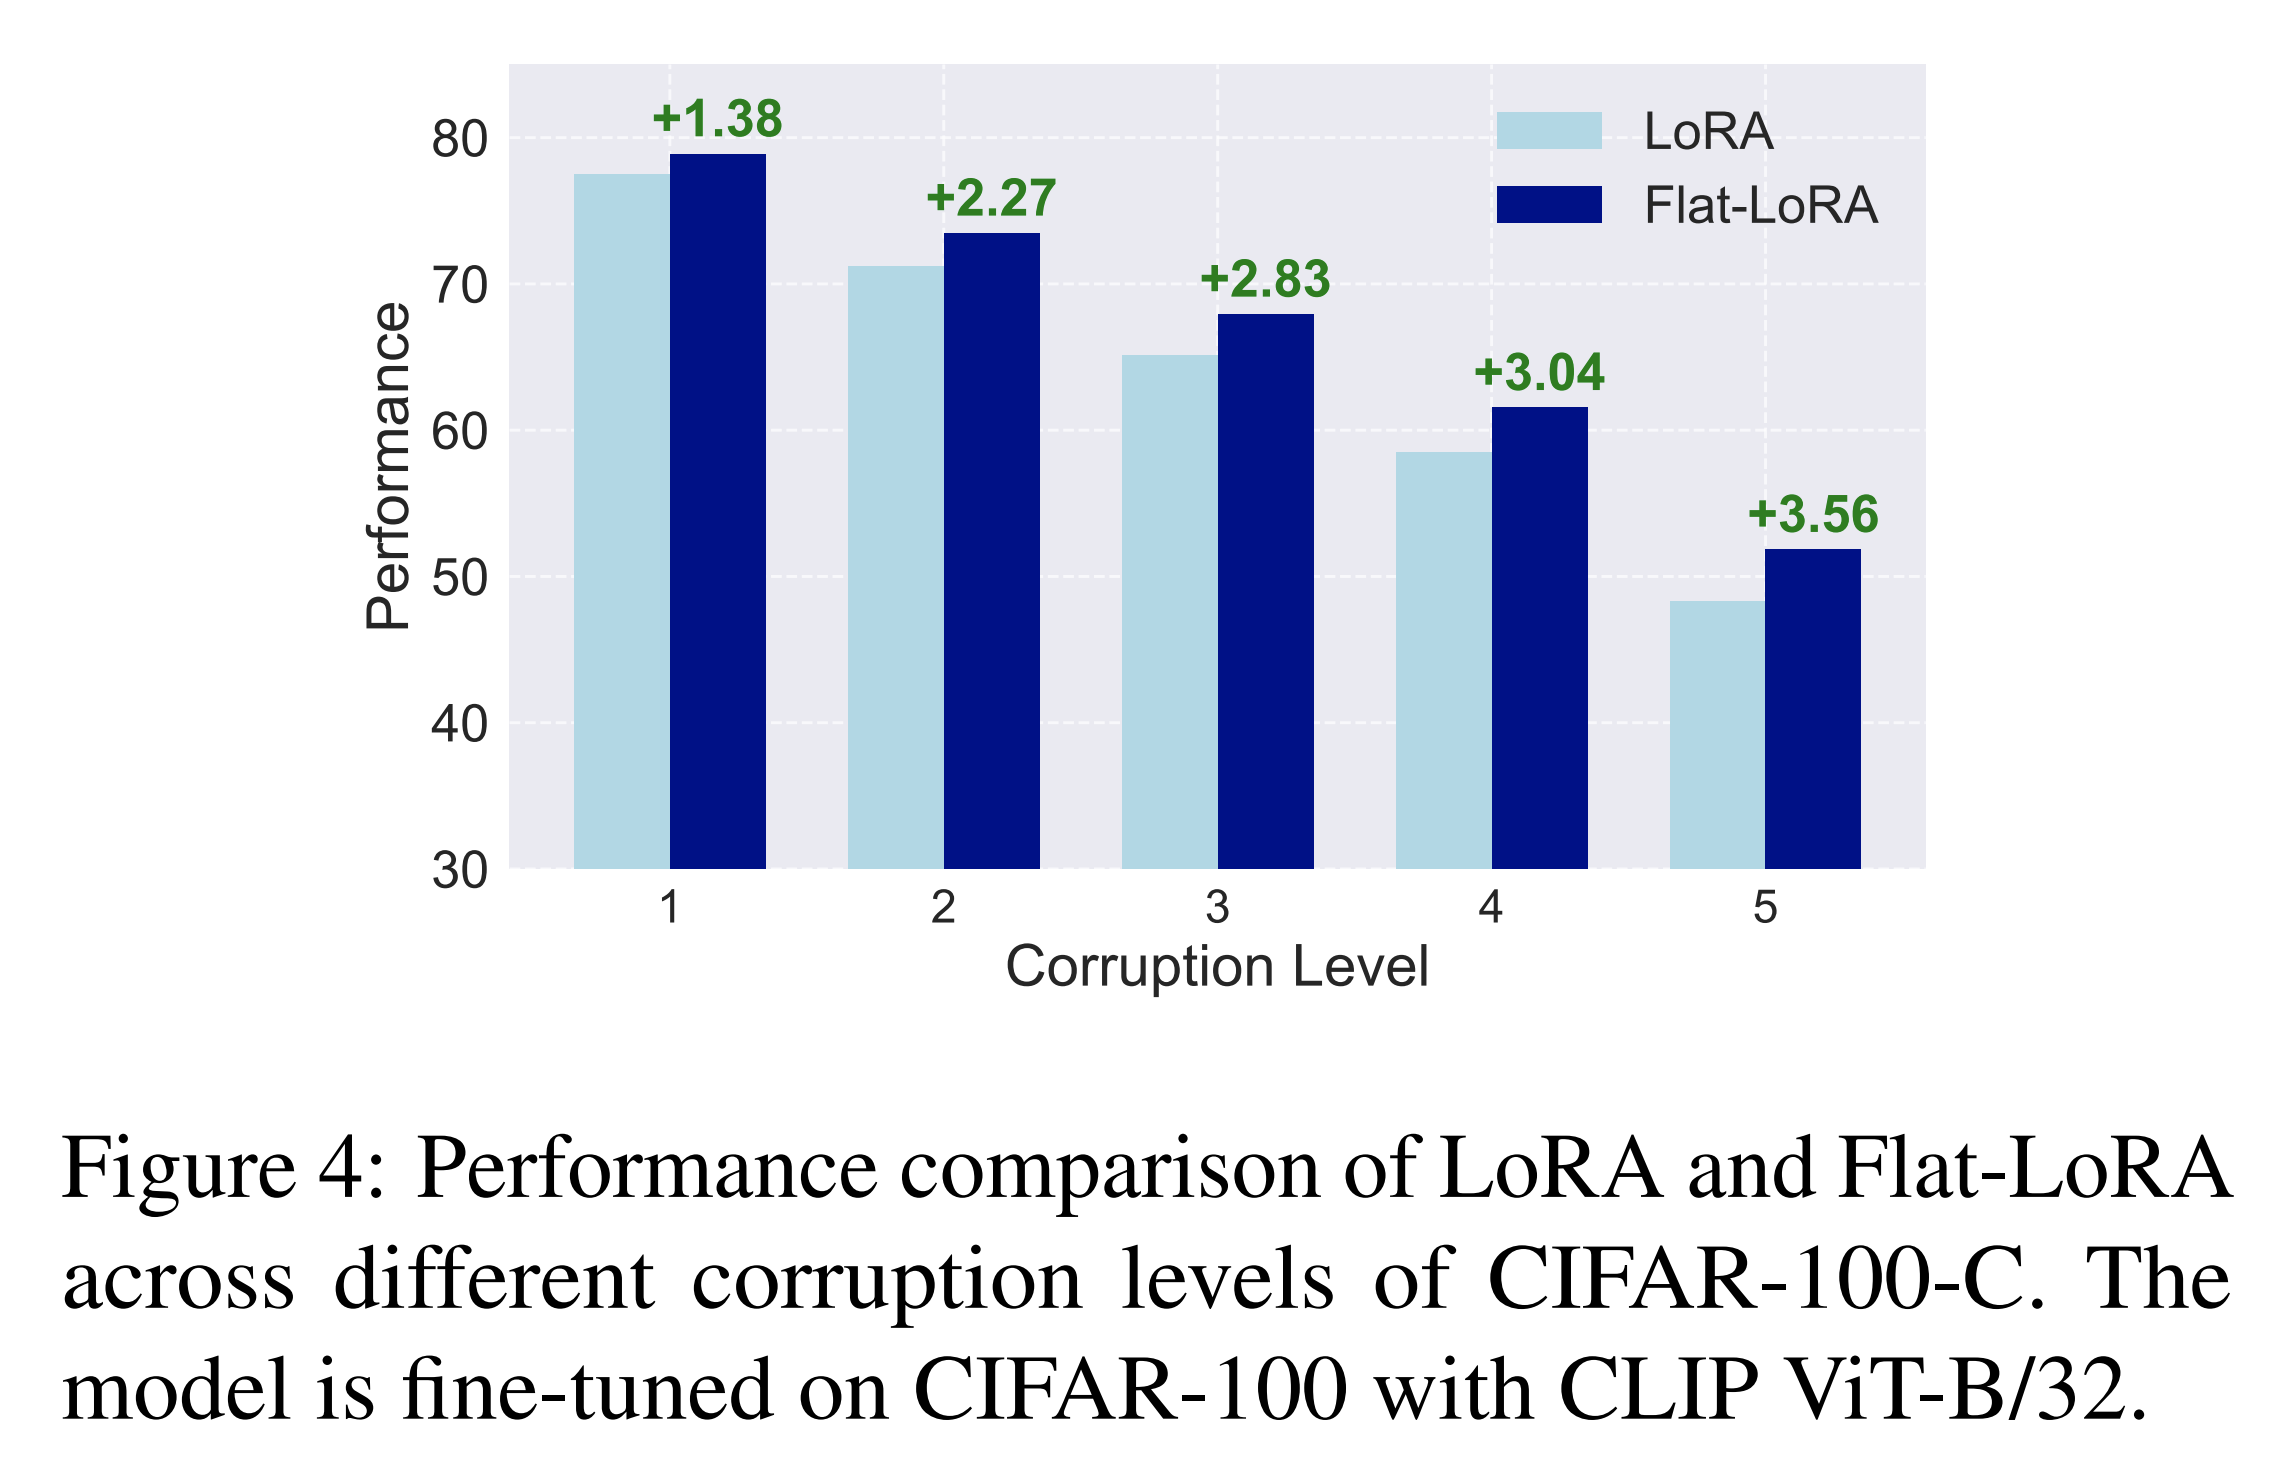 +1.38
+2.27
+2.83
+3.04
+3.56
LoRA
Flat-LoRA
Performance
80
70
60
50
40
30
1 2 3 4 5
Corruption Level
Figure 4: Performance comparison of LoRA and Flat-LoRA
across different corruption levels of CIFAR-100-C. The
model is fine-tuned on CIFAR-100 with CLIP ViT-B/32.